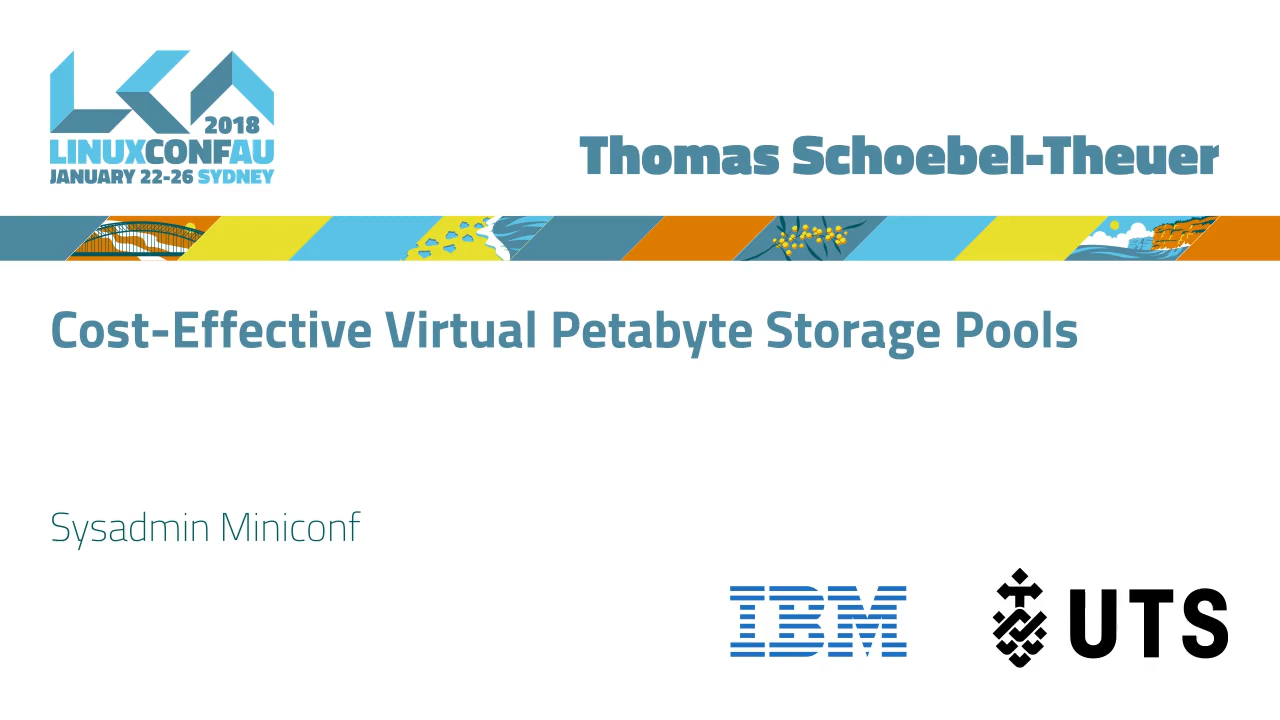 2018
LINUXCONFAU
JANUARY 22-26 SYDNEY
Thomas Schoebel-Theuer
Cost-Effective Virtual Petabyte Storage Pools
Sysadmin Miniconf
IBM
UTS